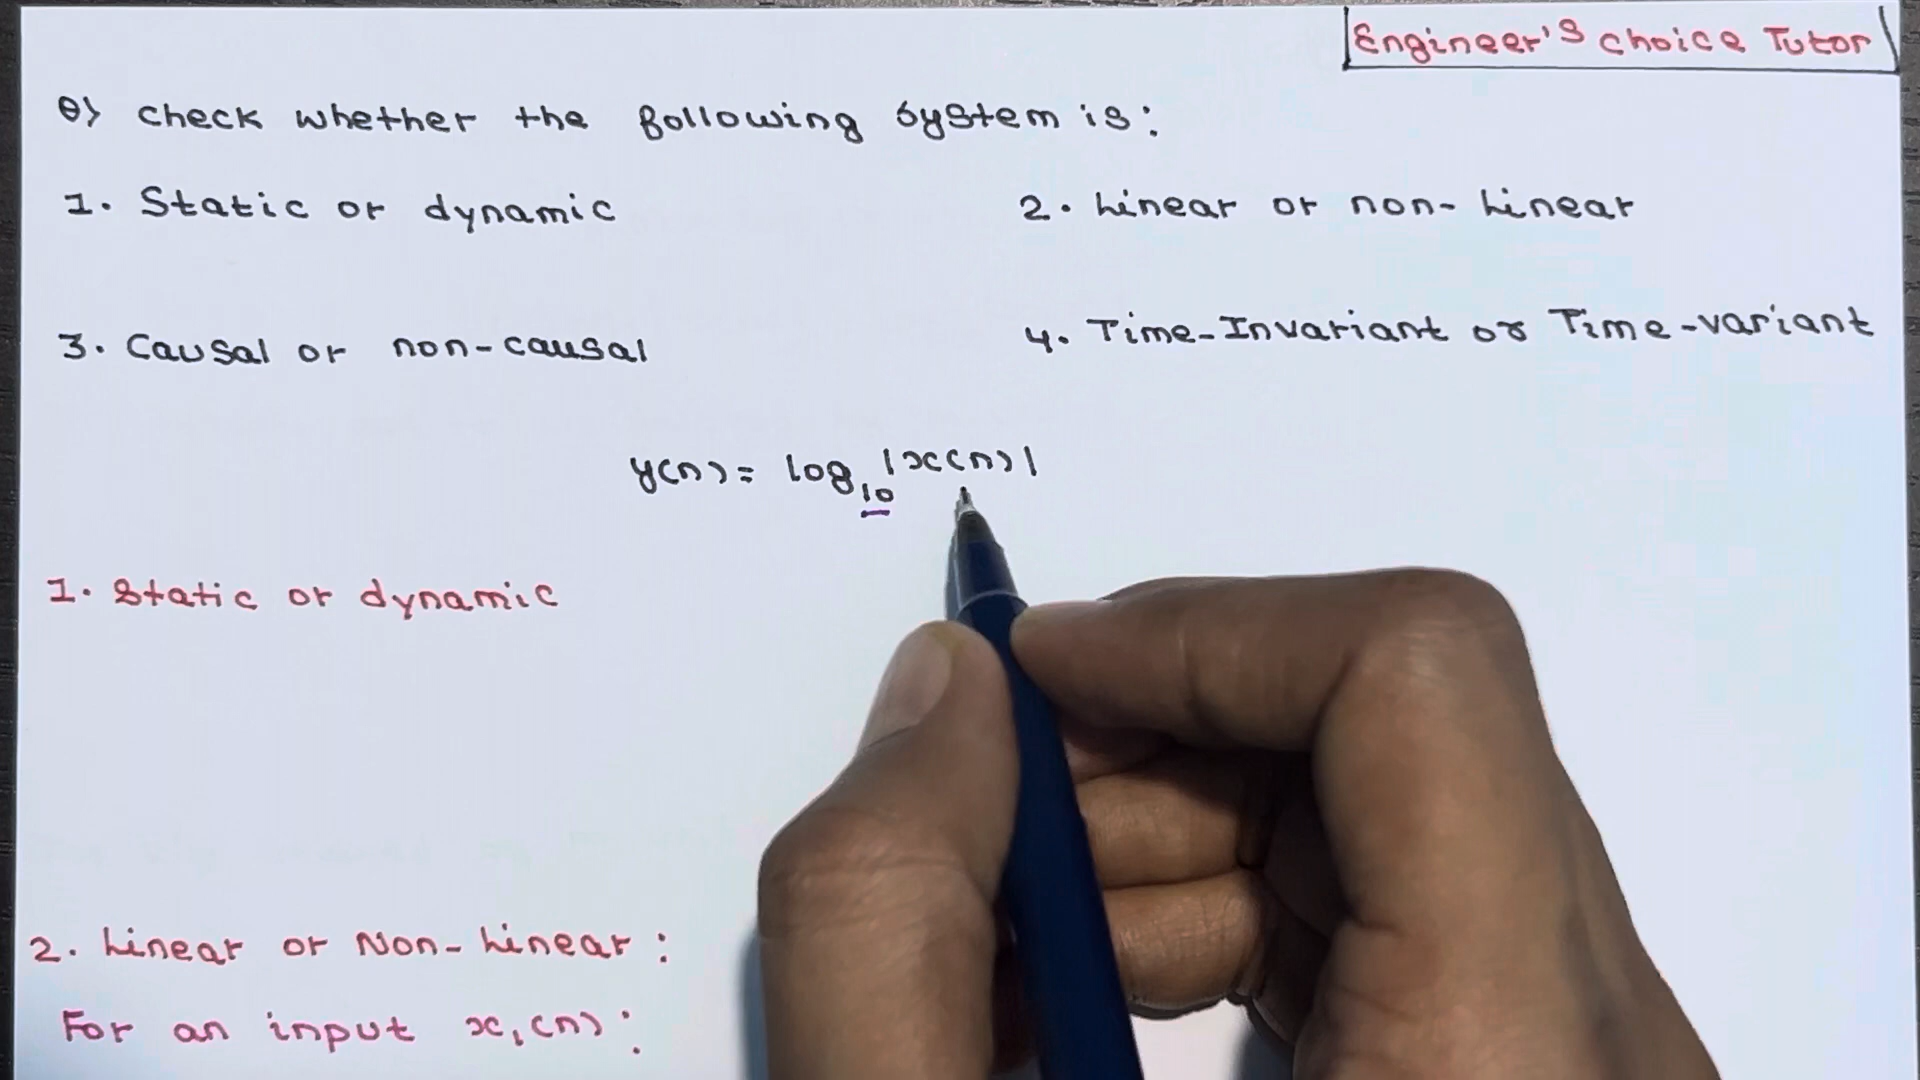 Engineer's choice Tutor
Q) check whether the following system is:
1. Static or dynamic
2. Linear or non-Linear
3. Causal or non-causal
4. Time-Invariant or Time-variant
y(n) = log₁₀|x(n)|
1. Static or dynamic
2. Linear or Non-Linear :
For an input x₁(n):